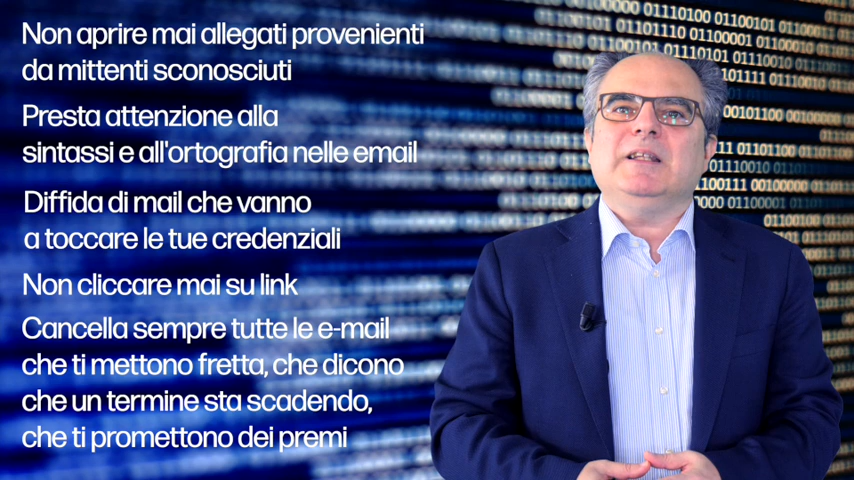 Non aprire mai allegati provenienti
da mittenti sconosciuti
Presta attenzione alla
sintassi e all'ortografia nelle email
Diffida di mail che vanno
a toccare le tue credenziali
Non cliccare mai su link
Cancella sempre tutte le e-mail
che ti mettono fretta, che dicono
che un termine sta scadendo,
che ti promettono dei premi